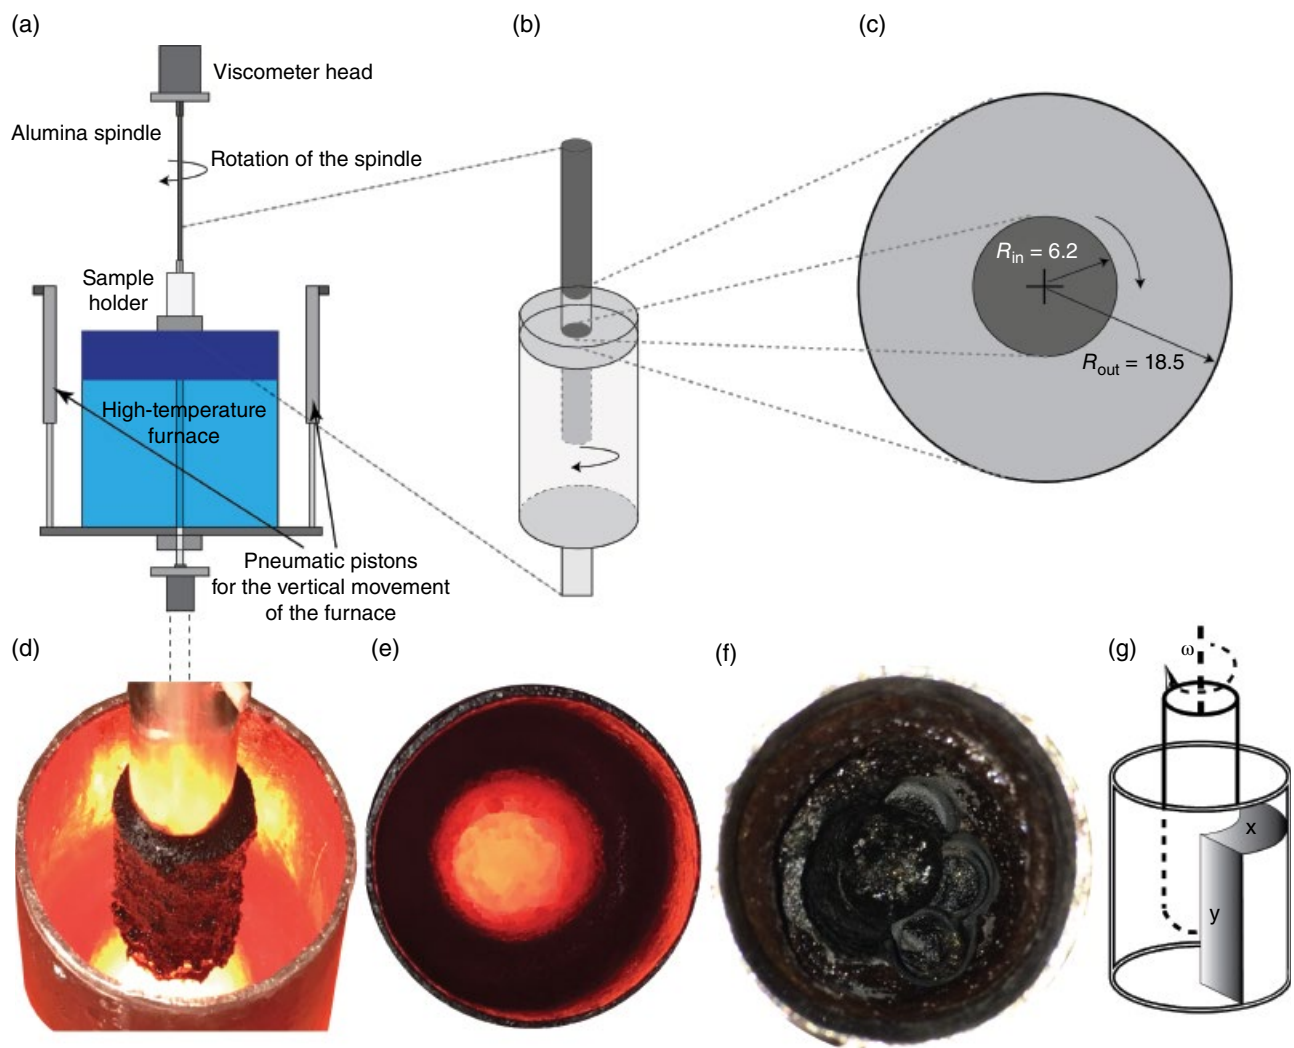 (a)
(b)
(c)
Viscometer head
Alumina spindle
Rotation of the spindle
Sample
holder
High-temperature
furnace
Pneumatic pistons
for the vertical movement
of the furnace
R_in = 6.2
R_out = 18.5
(d)
(e)
(f)
(g)
ω
x
y